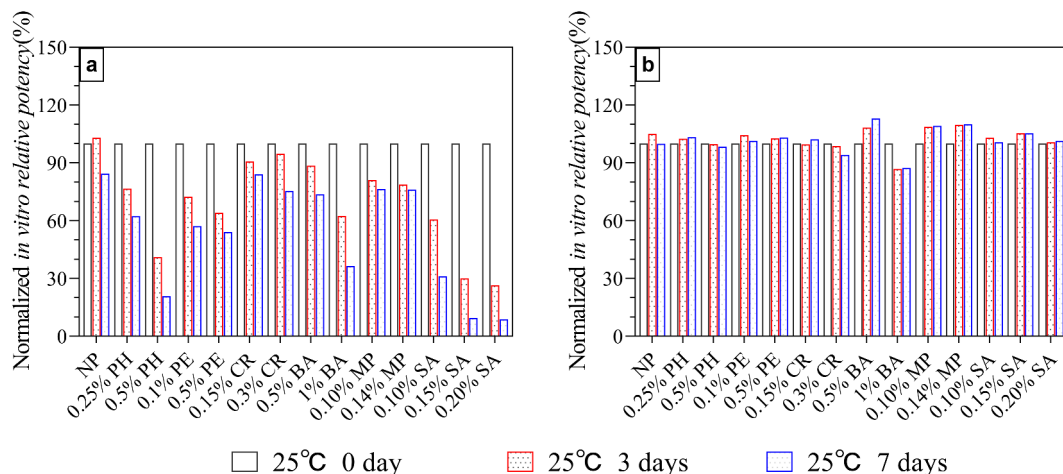 Normalized in vitro relative potency(%)
150
120
90
60
30
0
a
NP
0.25% PH
0.5% PH
0.1% PE
0.5% PE
0.15% CR
0.3% CR
0.5% BA
1% BA
0.10% MP
0.14% MP
0.10% SA
0.15% SA
0.20% SA
Normalized in vitro relative potency(%)
150
120
90
60
30
0
b
NP
0.25% PH
0.5% PH
0.1% PE
0.5% PE
0.15% CR
0.3% CR
0.5% BA
1% BA
0.10% MP
0.14% MP
0.10% SA
0.15% SA
0.20% SA
25℃ 0 day
25℃ 3 days
25℃ 7 days